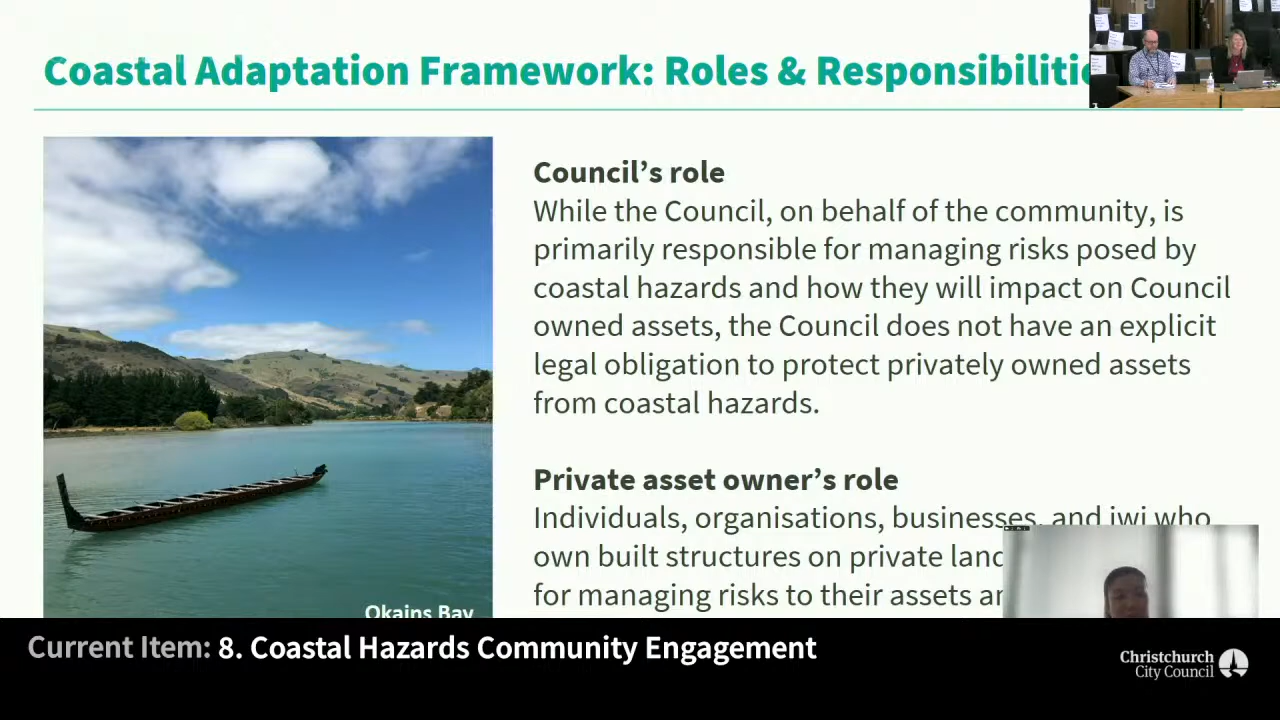 Coastal Adaptation Framework: Roles & Responsibilitie
Council’s role
While the Council, on behalf of the community, is
primarily responsible for managing risks posed by
coastal hazards and how they will impact on Council
owned assets, the Council does not have an explicit
legal obligation to protect privately owned assets
from coastal hazards.
Private asset owner’s role
Individuals, organisations, businesses, and iwi who
own built structures on private land
for managing risks to their assets an
Okains Bay
Current Item: 8. Coastal Hazards Community Engagement
Christchurch
City Council